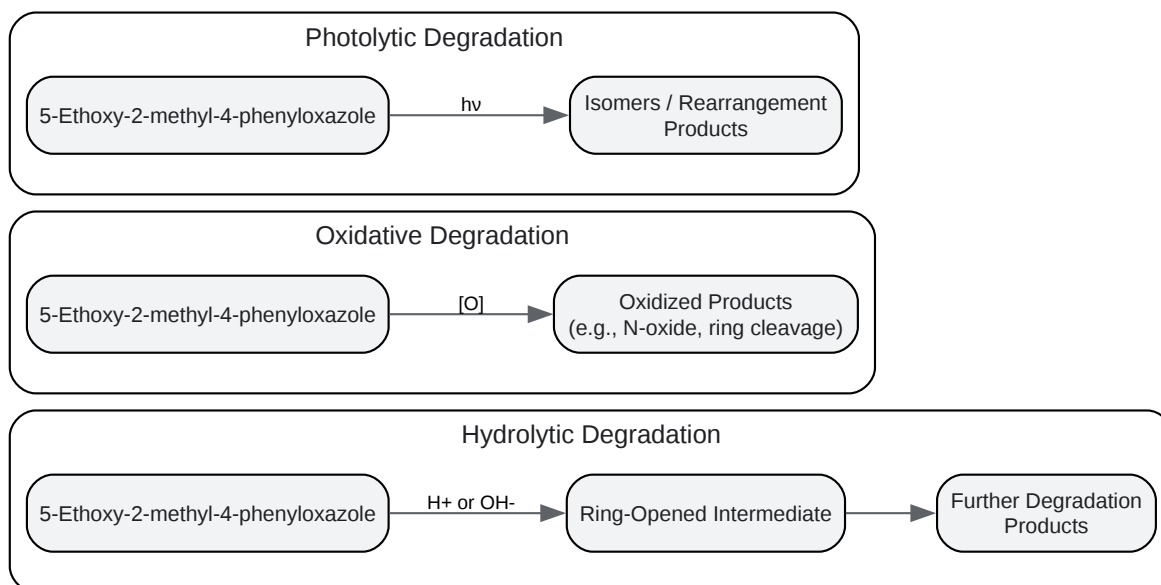 Photolytic Degradation
5-Ethoxy-2-methyl-4-phenyloxazole
hν
Isomers / Rearrangement
Products
Oxidative Degradation
5-Ethoxy-2-methyl-4-phenyloxazole
[O]
Oxidized Products
(e.g., N-oxide, ring cleavage)
Hydrolytic Degradation
5-Ethoxy-2-methyl-4-phenyloxazole
H+ or OH-
Ring-Opened Intermediate
Further Degradation
Products